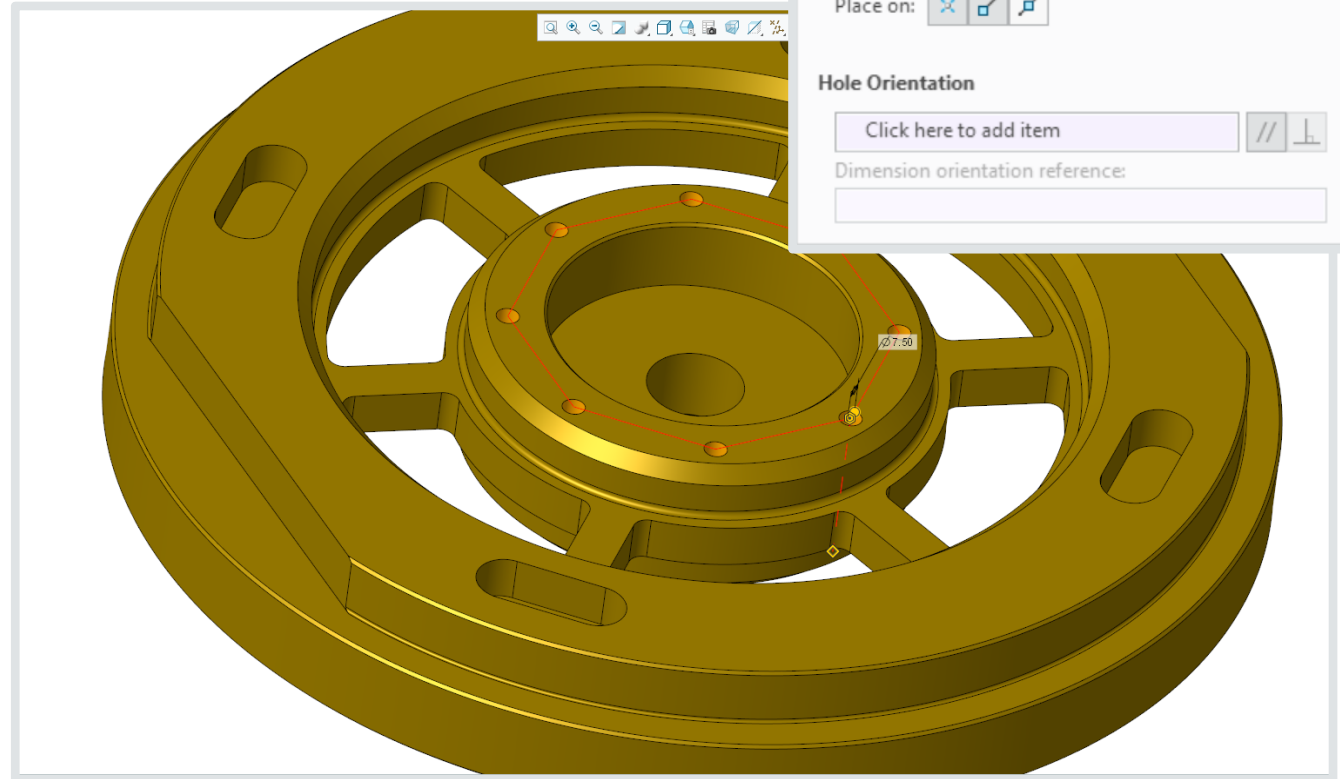 Place on:
Hole Orientation
Click here to add item
Dimension orientation reference:
Ø7.50